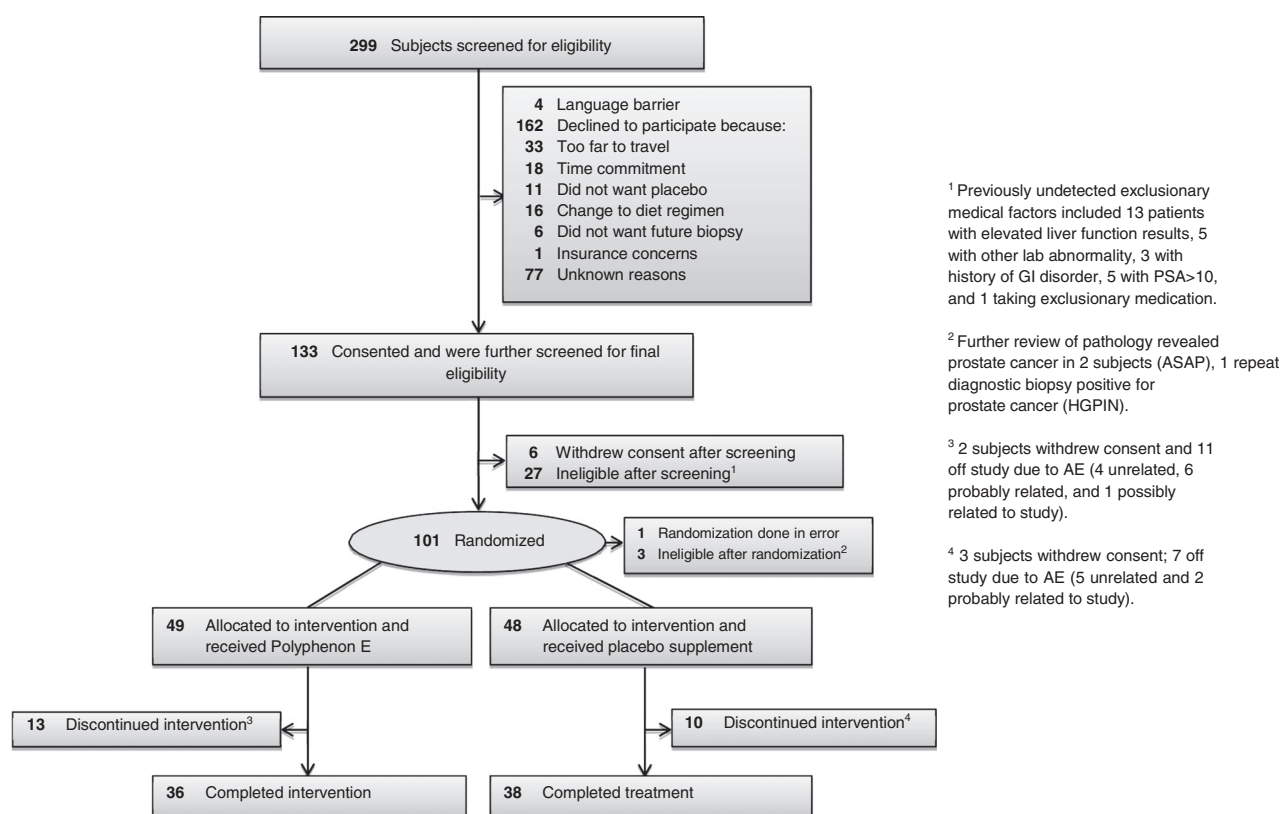 299 Subjects screened for eligibility
4 Language barrier
162 Declined to participate because:
33 Too far to travel
18 Time commitment
11 Did not want placebo
16 Change to diet regimen
6 Did not want future biopsy
1 Insurance concerns
77 Unknown reasons
133 Consented and were further screened for final
eligibility
6 Withdrew consent after screening
27 Ineligible after screening1
101 Randomized
1 Randomization done in error
3 Ineligible after randomization2
49 Allocated to intervention and
received Polyphenon E
48 Allocated to intervention and
received placebo supplement
13 Discontinued intervention3
10 Discontinued intervention4
36 Completed intervention
38 Completed treatment
1 Previously undetected exclusionary
medical factors included 13 patients
with elevated liver function results, 5
with other lab abnormality, 3 with
history of GI disorder, 5 with PSA>10,
and 1 taking exclusionary medication.
2 Further review of pathology revealed
prostate cancer in 2 subjects (ASAP), 1 repeat
diagnostic biopsy positive for
prostate cancer (HGPIN).
3 2 subjects withdrew consent and 11
off study due to AE (4 unrelated, 6
probably related, and 1 possibly
related to study).
4 3 subjects withdrew consent; 7 off
study due to AE (5 unrelated and 2
probably related to study).